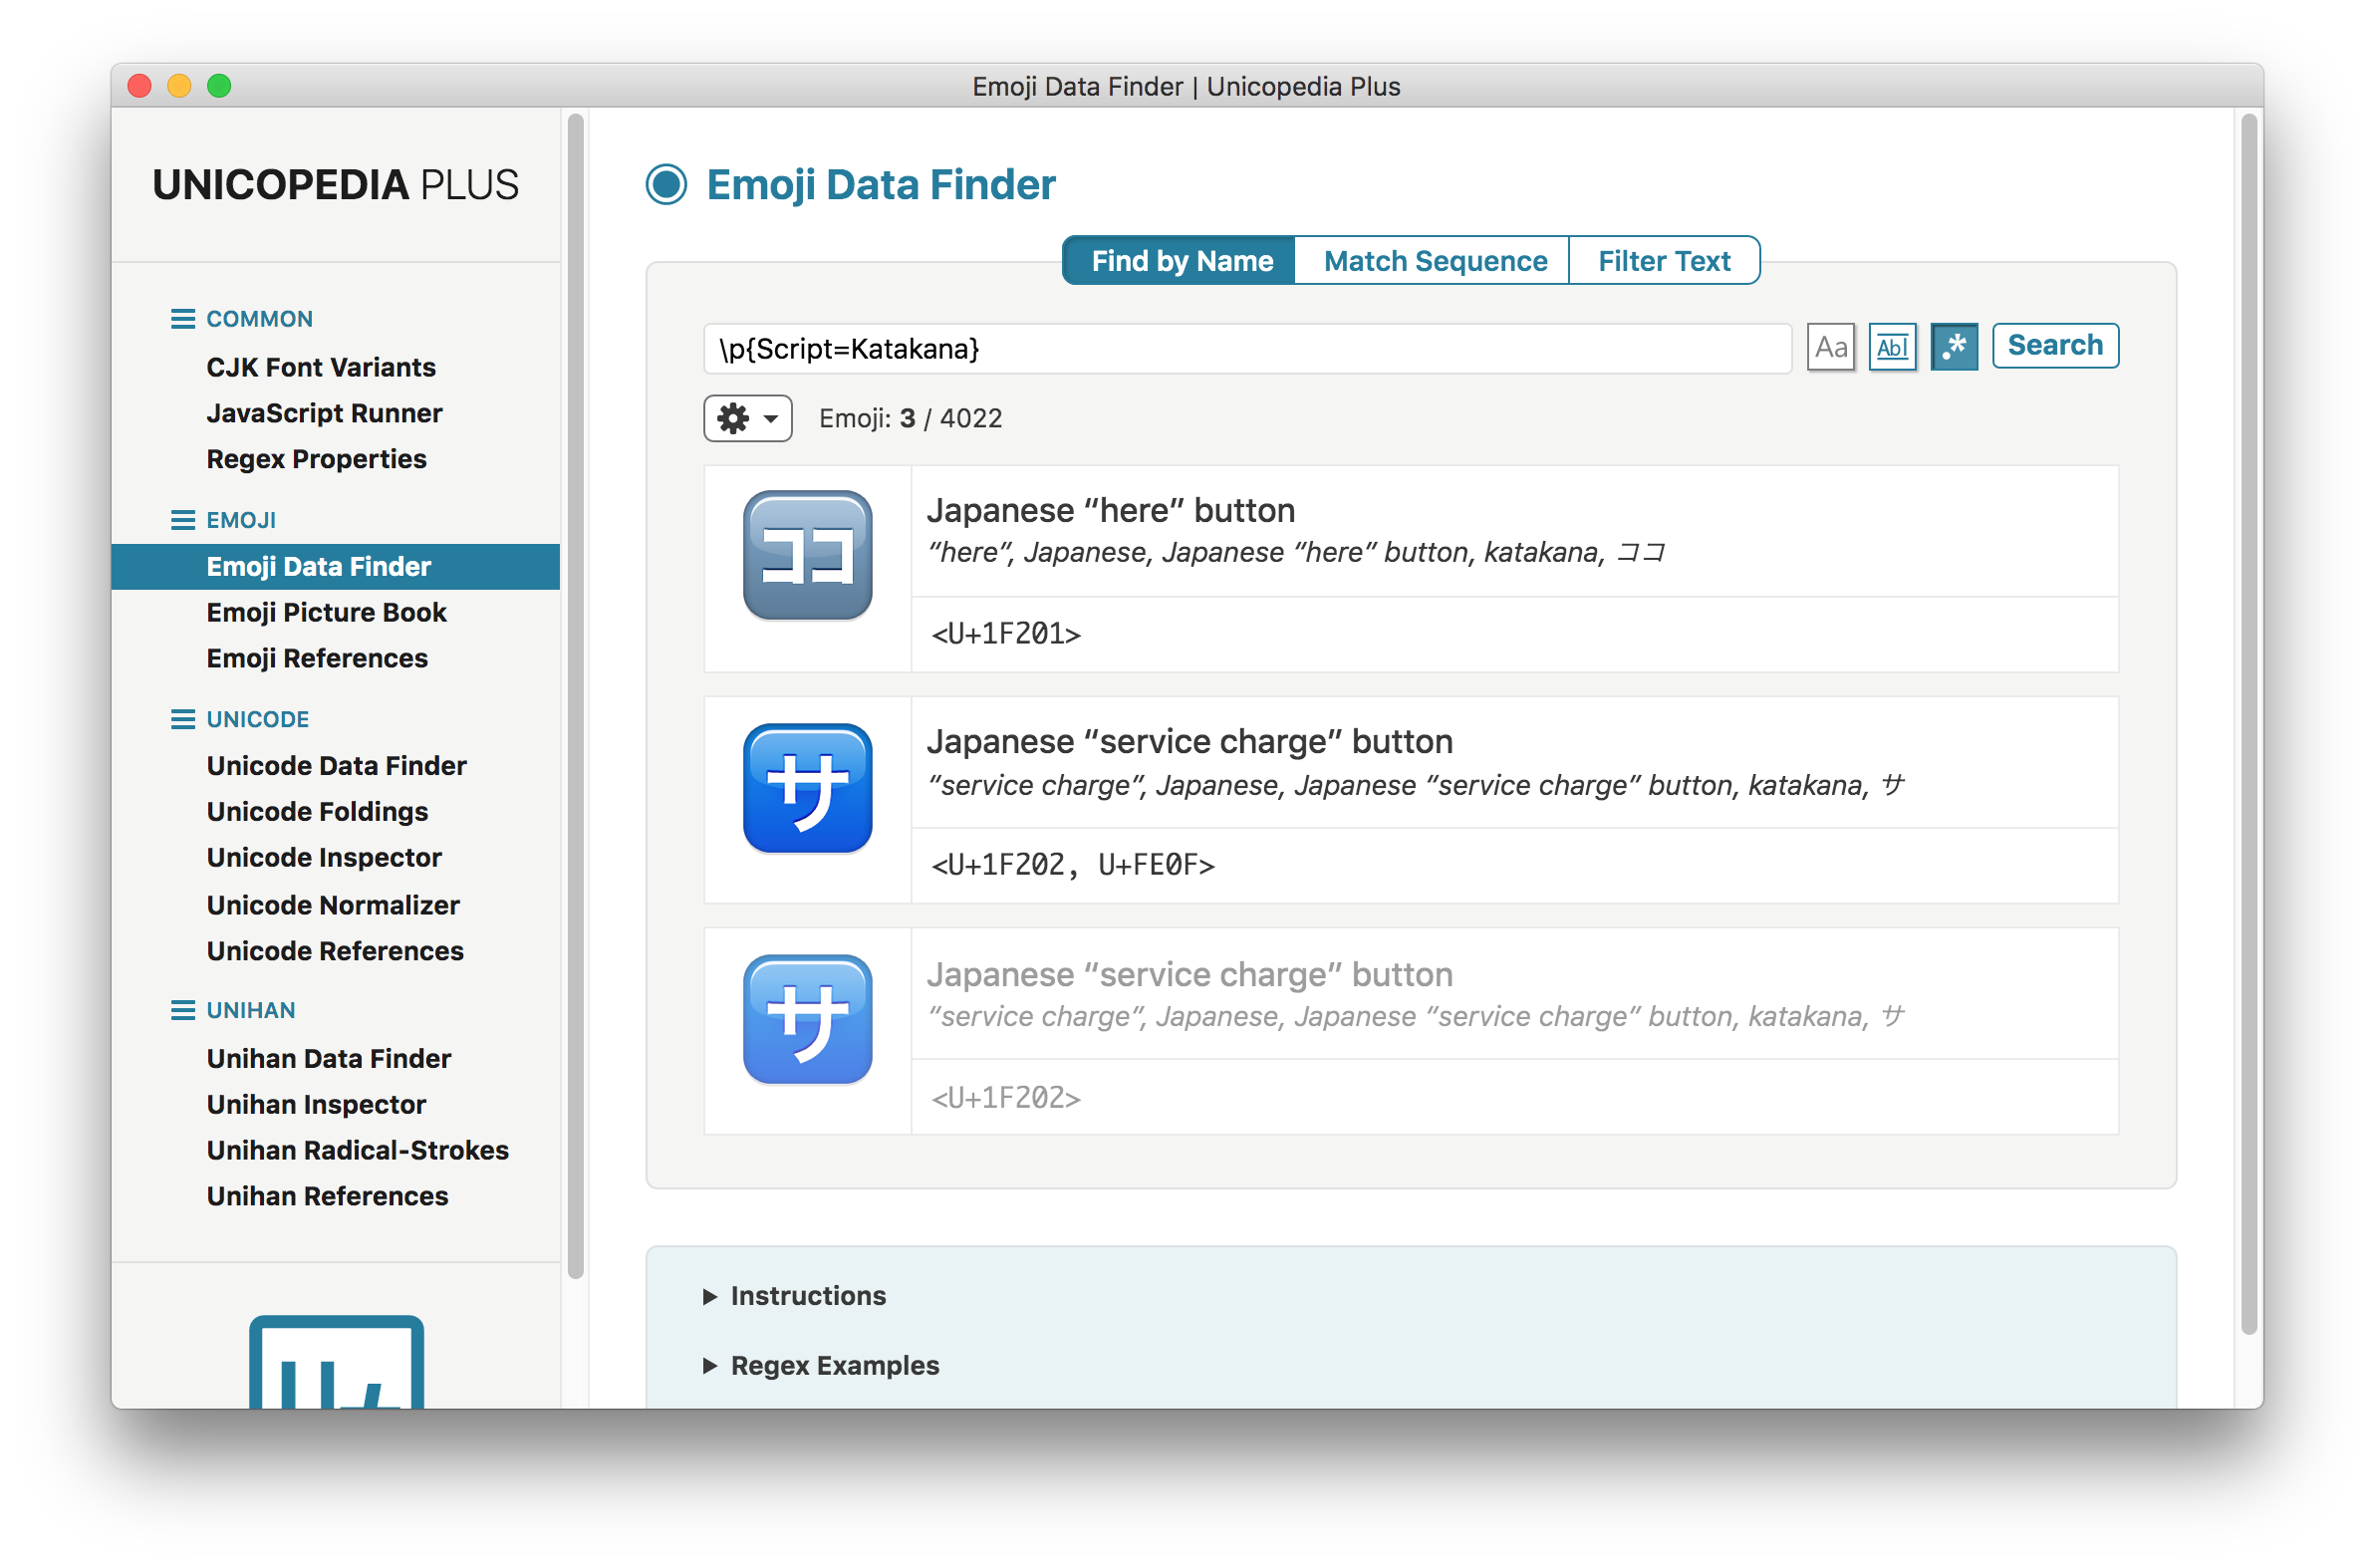 Emoji Data Finder | Unicopedia Plus
UNICOPEDIA PLUS
COMMON
CJK Font Variants
JavaScript Runner
Regex Properties
EMOJI
Emoji Data Finder
Emoji Picture Book
Emoji References
UNICODE
Unicode Data Finder
Unicode Foldings
Unicode Inspector
Unicode Normalizer
Unicode References
UNIHAN
Unihan Data Finder
Unihan Inspector
Unihan Radical-Strokes
Unihan References
U+
Emoji Data Finder
Find by Name Match Sequence Filter Text
\p{Script=Katakana} Aa Ab| .* Search
Emoji: 3 / 4022
ココ
Japanese “here” button
“here”, Japanese, Japanese “here” button, katakana, ココ
<U+1F201>
サ
Japanese “service charge” button
“service charge”, Japanese, Japanese “service charge” button, katakana, サ
<U+1F202, U+FE0F>
サ
Japanese “service charge” button
“service charge”, Japanese, Japanese “service charge” button, katakana, サ
<U+1F202>
Instructions
Regex Examples